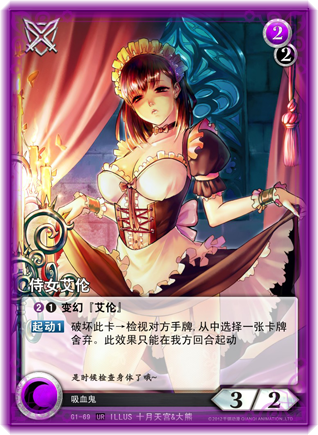 2
2
侍女艾伦
2 1 变幻『艾伦』
起动1 破坏此卡→检视对方手牌,从中选择一张卡牌
舍弃。此效果只能在我方回合起动
是时候检查身体了哦~
吸血鬼
3 / 2
01-69 UR ILLUS 十月天宫&大熊